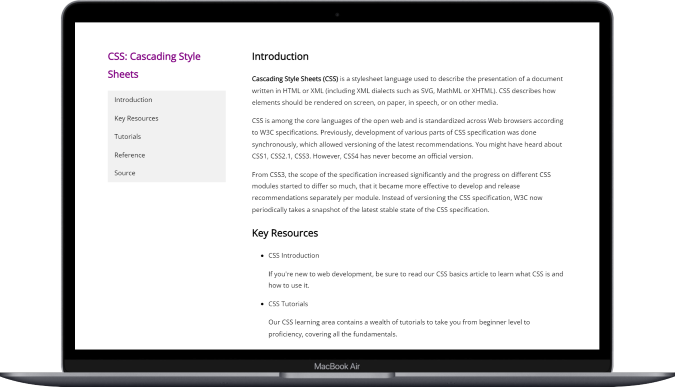 CSS: Cascading Style
Sheets
Introduction
Key Resources
Tutorials
Reference
Source
Introduction
Cascading Style Sheets (CSS) is a stylesheet language used to describe the presentation of a document
written in HTML or XML (including XML dialects such as SVG, MathML or XHTML). CSS describes how
elements should be rendered on screen, on paper, in speech, or on other media.
CSS is among the core languages of the open web and is standardized across Web browsers according
to W3C specifications. Previously, development of various parts of CSS specification was done
synchronously, which allowed versioning of the latest recommendations. You might have heard about
CSS1, CSS2.1, CSS3. However, CSS4 has never become an official version.
From CSS3, the scope of the specification increased significantly and the progress on different CSS
modules started to differ so much, that it became more effective to develop and release
recommendations separately per module. Instead of versioning the CSS specification, W3C now
periodically takes a snapshot of the latest stable state of the CSS specification.
Key Resources
• CSS Introduction
If you're new to web development, be sure to read our CSS basics article to learn what CSS is and
how to use it.
• CSS Tutorials
Our CSS learning area contains a wealth of tutorials to take you from beginner level to
proficiency, covering all the fundamentals.
MacBook Air